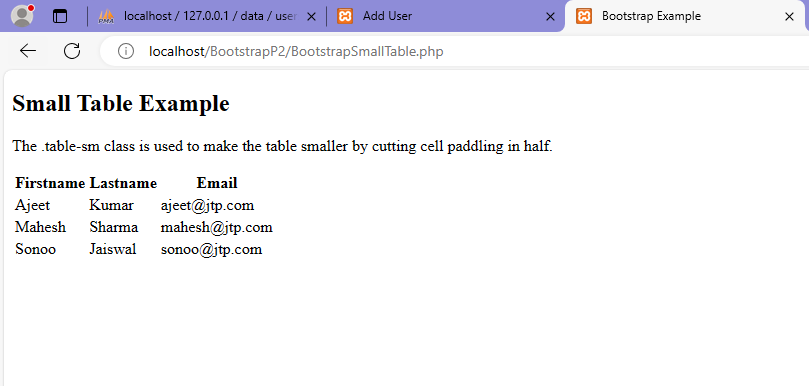 localhost / 127.0.0.1 / data / user
Add User
Bootstrap Example
localhost/BootstrapP2/BootstrapSmallTable.php
Small Table Example
The .table-sm class is used to make the table smaller by cutting cell paddling in half.
Firstname Lastname Email
Ajeet Kumar ajeet@jtp.com
Mahesh Sharma mahesh@jtp.com
Sonoo Jaiswal sonoo@jtp.com